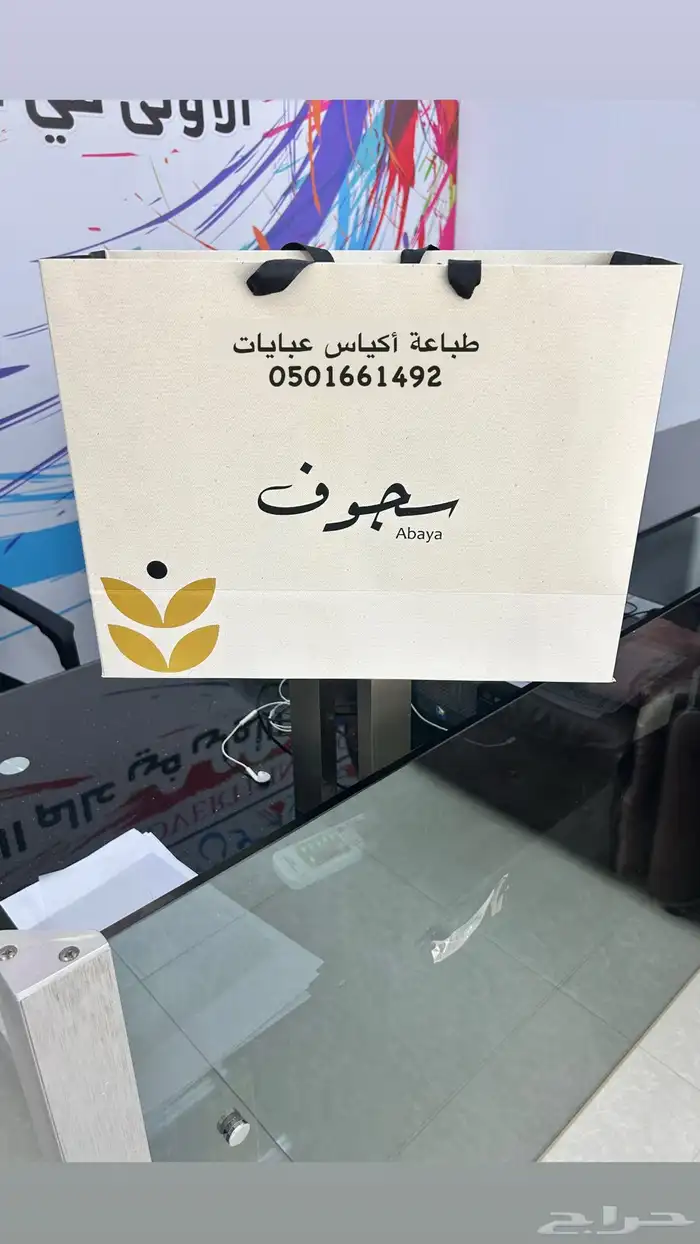 الأولى في
طباعة أكياس عبايات
0501661492
سجوف
Abaya
حراج